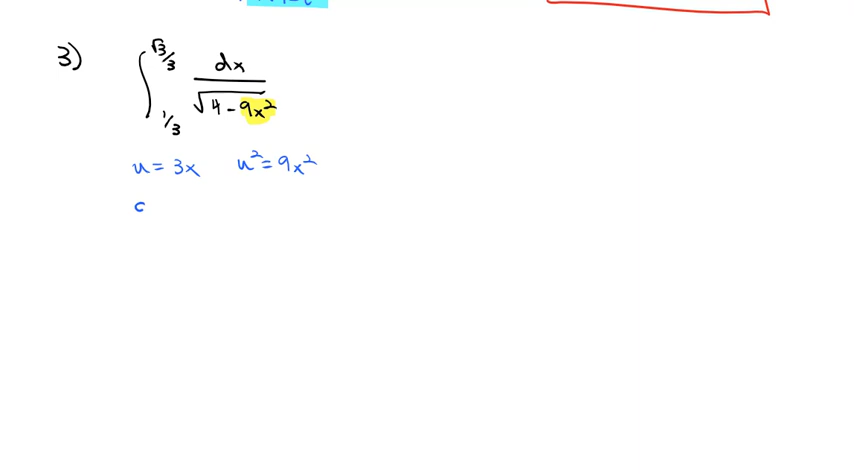 3) ∫_{1/3}^{√3/3} dx / √(4 - 9x²)
u = 3x u² = 9x²